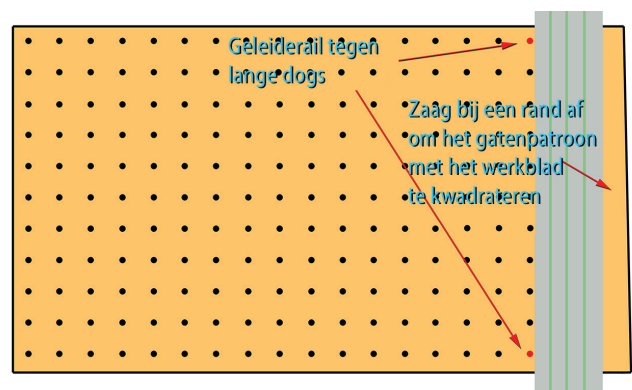 Geleiderail tegen
lange dogs
Zaag bij een rand af
om het gatenpatroon
met het werkblad
te kwadrateren